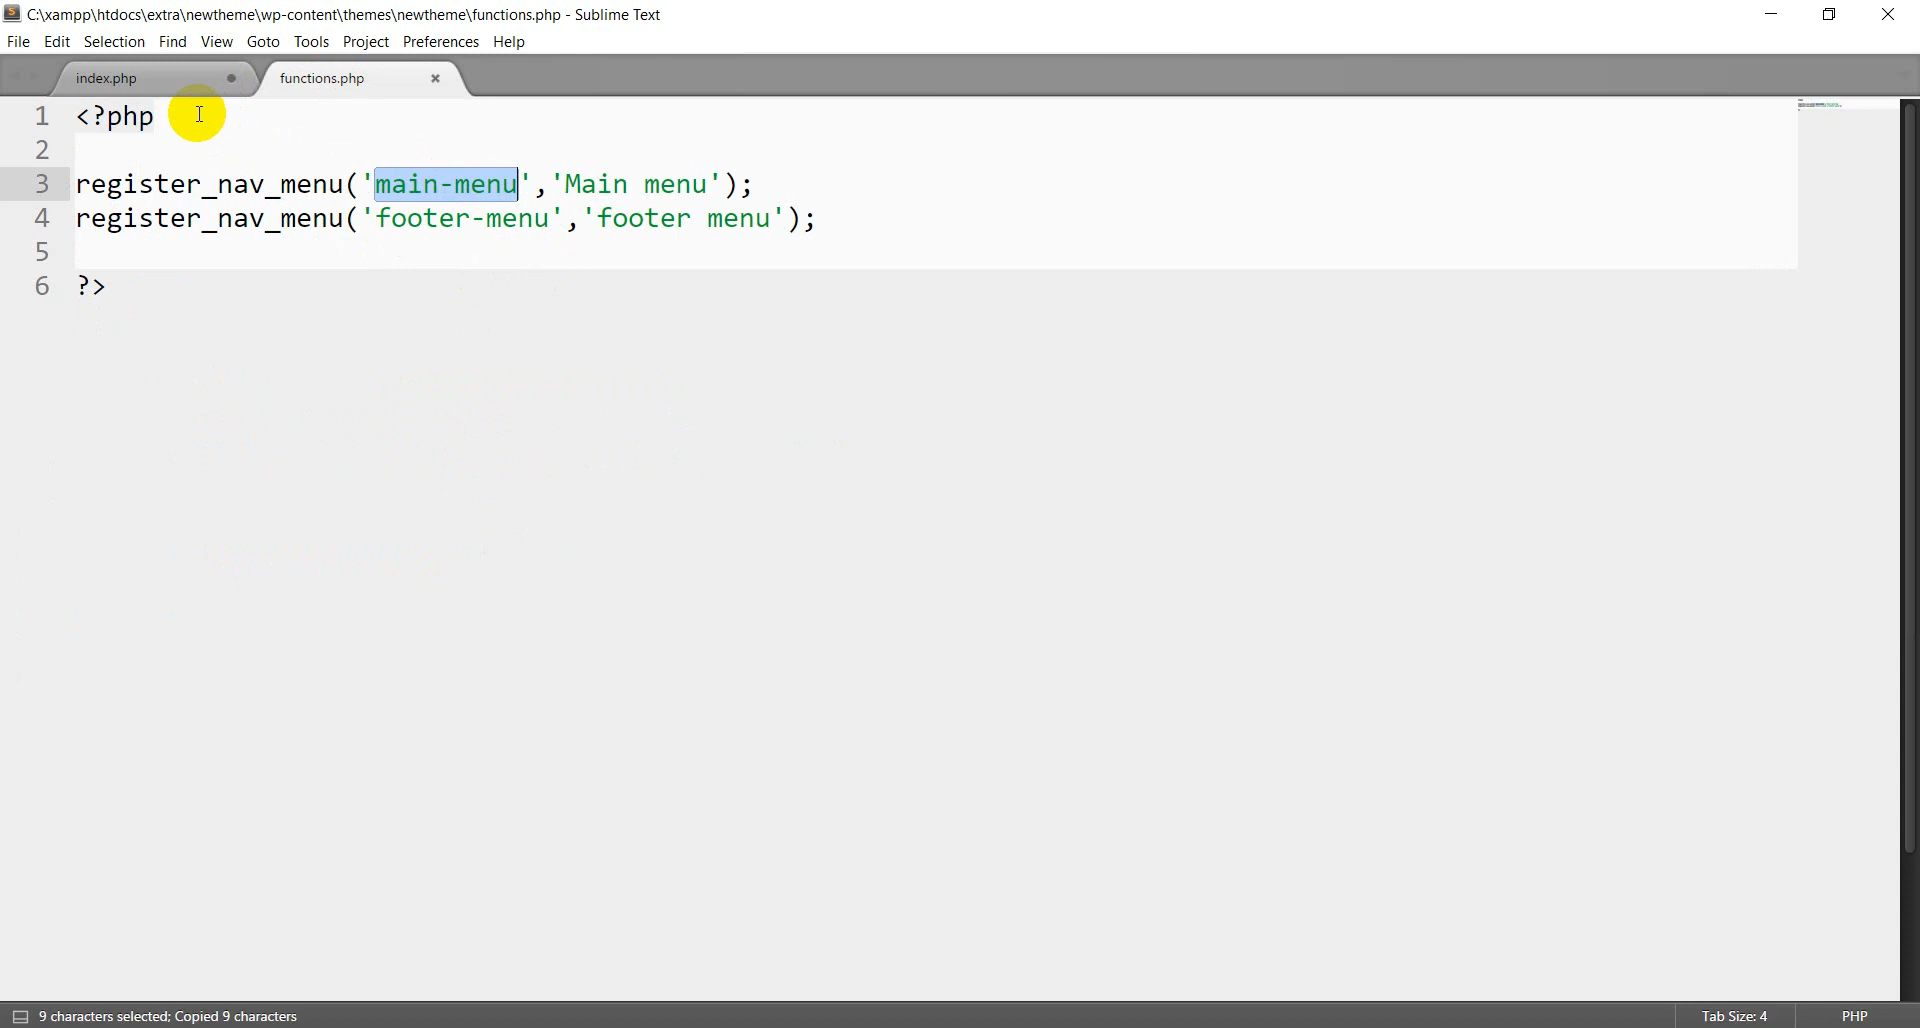 C:\xampp\htdocs\extra\newtheme\wp-content\themes\newtheme\functions.php - Sublime Text
File Edit Selection Find View Goto Tools Project Preferences Help
index.php functions.php
1 <?php
2
3 register_nav_menu('main-menu','Main menu');
4 register_nav_menu('footer-menu','footer menu');
5
6 ?>
9 characters selected; Copied 9 characters Tab Size: 4 PHP